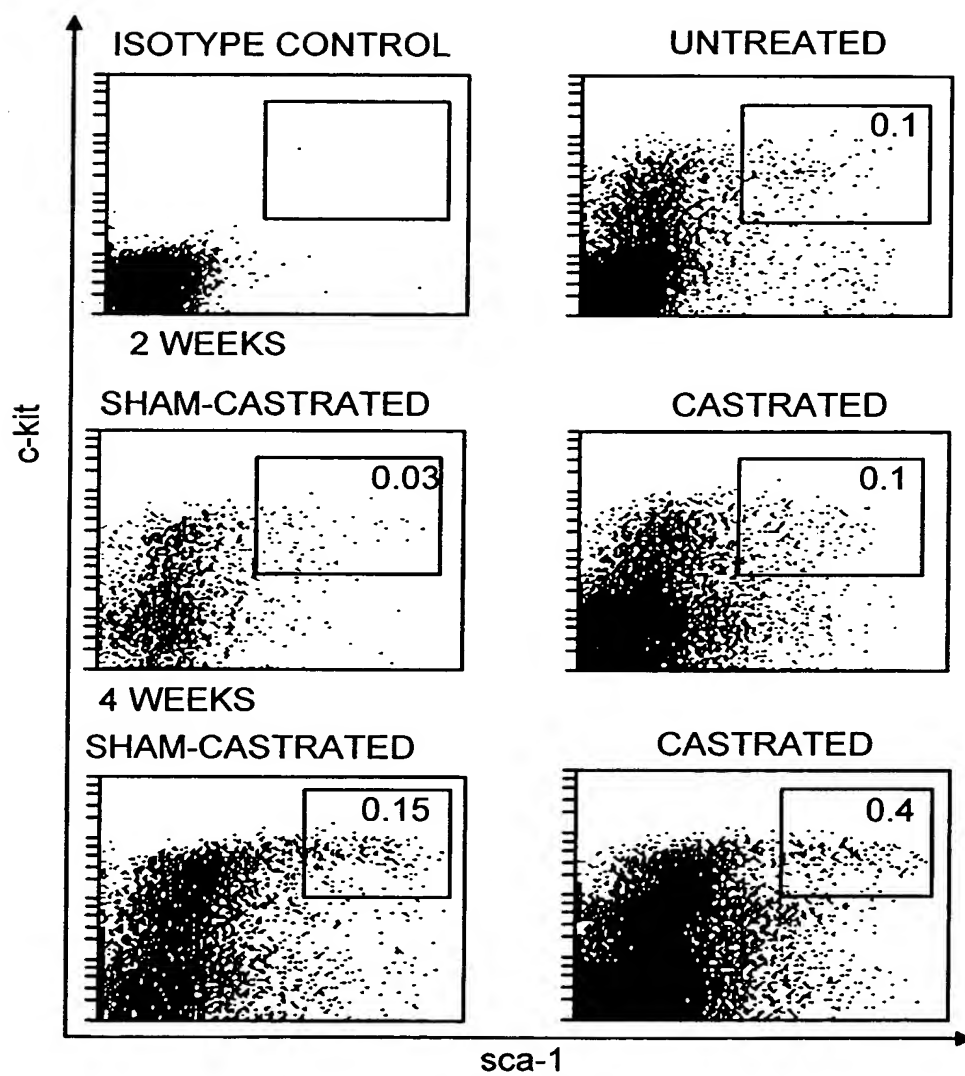 ISOTYPE CONTROL
UNTREATED
0.1
2 WEEKS
SHAM-CASTRATED
CASTRATED
0.03
0.1
c-kit
4 WEEKS
SHAM-CASTRATED
CASTRATED
0.15
0.4
sca-1